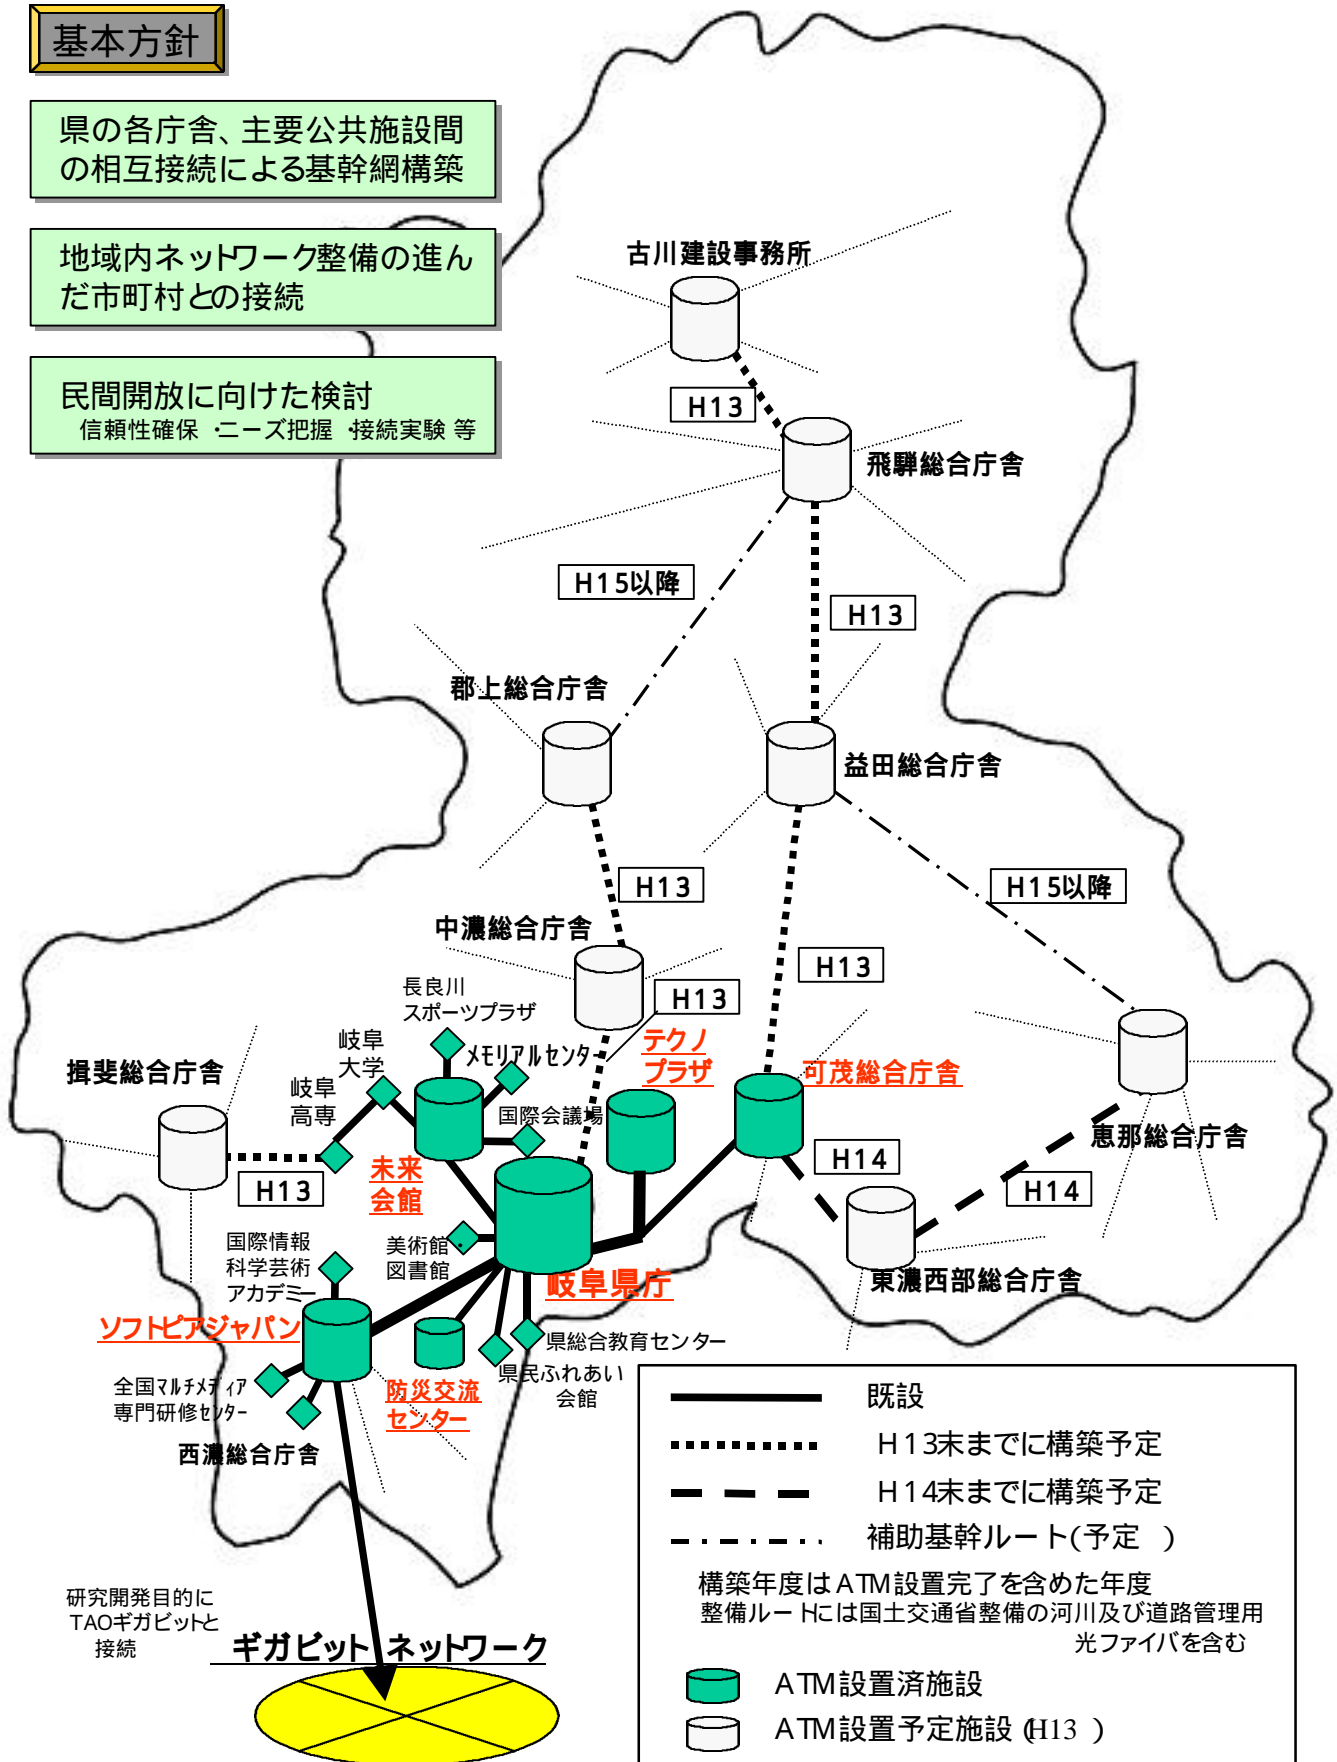 基本方針
県の各庁舎、主要公共施設間
の相互接続による基幹網構築
地域内ネットワーク整備の進ん
だ市町村との接続
民間開放に向けた検討
信頼性確保・ニーズ把握・接続実験 等
古川建設事務所
H13
飛騨総合庁舎
H15以降
H13
郡上総合庁舎
益田総合庁舎
H13
H15以降
中濃総合庁舎
H13
H13
長良川
スポーツプラザ
テクノ
プラザ
岐阜
大学
メモリアルセンター
揖斐総合庁舎
可茂総合庁舎
岐阜
高専
国際会議場
恵那総合庁舎
未来
会館
H14
H13
H14
国際情報
科学芸術
アカデミー
美術館・
図書館
岐阜県庁
東濃西部総合庁舎
ソフトピアジャパン
県総合教育センター
県民ふれあい
会館
全国マルチメディア
専門研修センター
防災交流
センター
西濃総合庁舎
研究開発目的に
TAOギガビットと
接続
ギガビットネットワーク
既設
H13末までに構築予定
H14末までに構築予定
補助基幹ルート(予定 )
構築年度はATM設置完了を含めた年度
整備ルートには国土交通省整備の河川及び道路管理用
光ファイバを含む
ATM設置済施設
ATM設置予定施設(H13 )